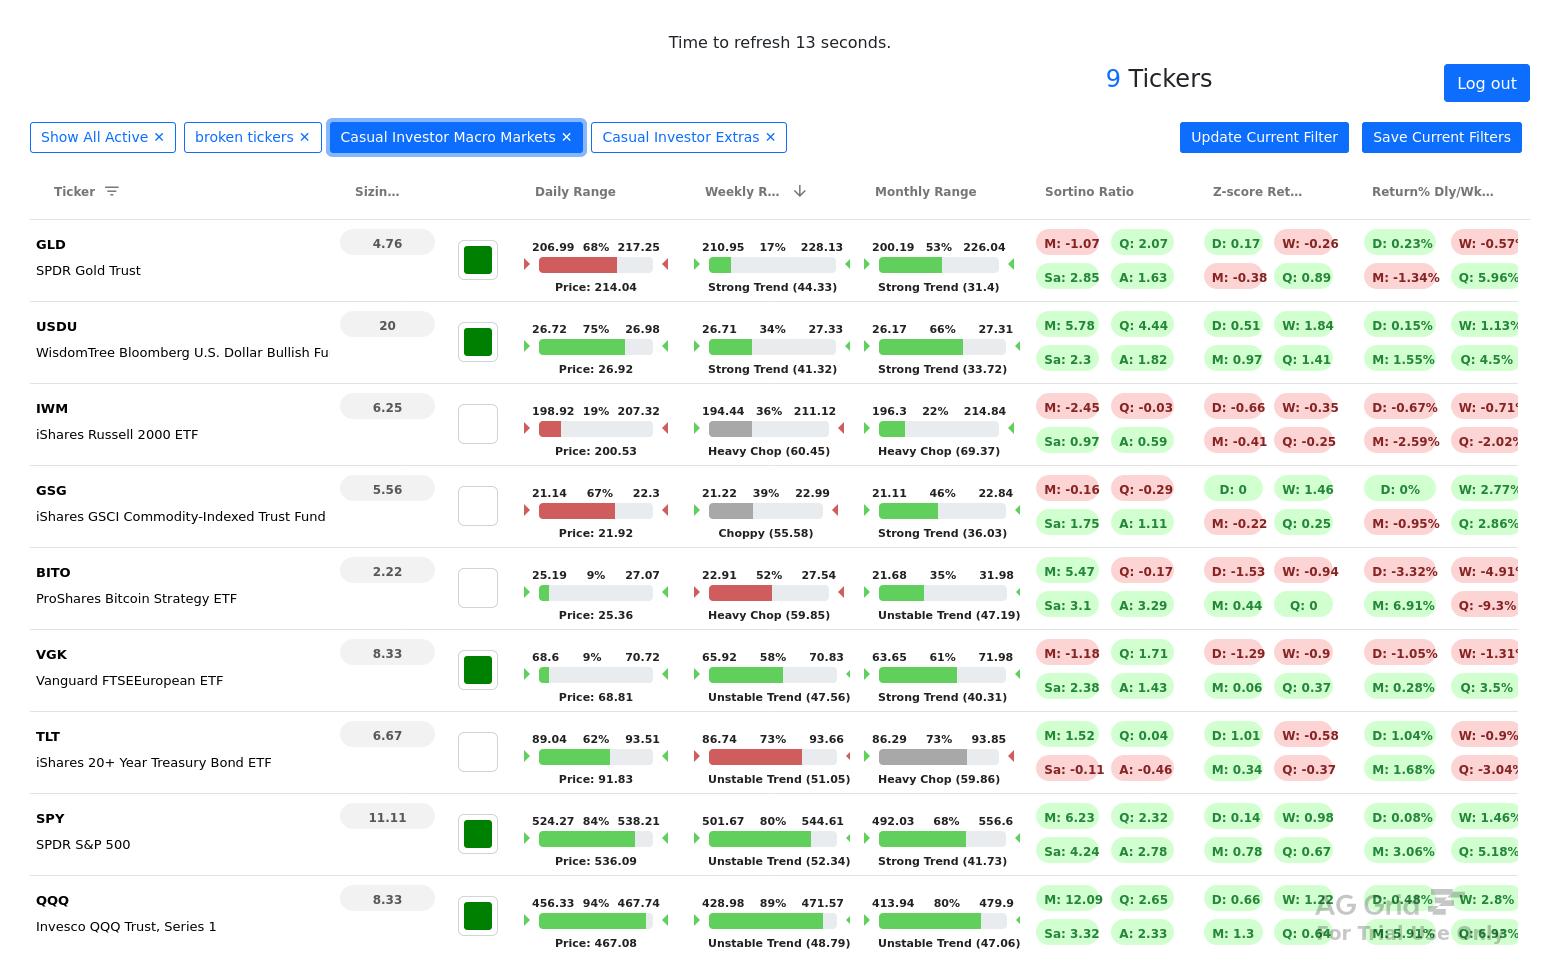 Time to refresh 13 seconds.
9 Tickers
Log out
Show All Active ✕ broken tickers ✕ Casual Investor Macro Markets ✕ Casual Investor Extras ✕ Update Current Filter Save Current Filters
Ticker Sizin... Daily Range Weekly R... Monthly Range Sortino Ratio Z-score Ret... Return% Dly/Wk...
GLD 4.76 206.99 68% 217.25 210.95 17% 228.13 200.19 53% 226.04 M: -1.07 Q: 2.07 D: 0.17 W: -0.26 D: 0.23% W: -0.57%
SPDR Gold Trust Price: 214.04 Strong Trend (44.33) Strong Trend (31.4) Sa: 2.85 A: 1.63 M: -0.38 Q: 0.89 M: -1.34% Q: 5.96%
USDU 20 26.72 75% 26.98 26.71 34% 27.33 26.17 66% 27.31 M: 5.78 Q: 4.44 D: 0.51 W: 1.84 D: 0.15% W: 1.13%
WisdomTree Bloomberg U.S. Dollar Bullish Fu Price: 26.92 Strong Trend (41.32) Strong Trend (33.72) Sa: 2.3 A: 1.82 M: 0.97 Q: 1.41 M: 1.55% Q: 4.5%
IWM 6.25 198.92 19% 207.32 194.44 36% 211.12 196.3 22% 214.84 M: -2.45 Q: -0.03 D: -0.66 W: -0.35 D: -0.67% W: -0.71%
iShares Russell 2000 ETF Price: 200.53 Heavy Chop (60.45) Heavy Chop (69.37) Sa: 0.97 A: 0.59 M: -0.41 Q: -0.25 M: -2.59% Q: -2.02%
GSG 5.56 21.14 67% 22.3 21.22 39% 22.99 21.11 46% 22.84 M: -0.16 Q: -0.29 D: 0 W: 1.46 D: 0% W: 2.77%
iShares GSCI Commodity-Indexed Trust Fund Price: 21.92 Choppy (55.58) Strong Trend (36.03) Sa: 1.75 A: 1.11 M: -0.22 Q: 0.25 M: -0.95% Q: 2.86%
BITO 2.22 25.19 9% 27.07 22.91 52% 27.54 21.68 35% 31.98 M: 5.47 Q: -0.17 D: -1.53 W: -0.94 D: -3.32% W: -4.91%
ProShares Bitcoin Strategy ETF Price: 25.36 Heavy Chop (59.85) Unstable Trend (47.19) Sa: 3.1 A: 3.29 M: 0.44 Q: 0 M: 6.91% Q: -9.3%
VGK 8.33 68.6 9% 70.72 65.92 58% 70.83 63.65 61% 71.98 M: -1.18 Q: 1.71 D: -1.29 W: -0.9 D: -1.05% W: -1.31%
Vanguard FTSEEuropean ETF Price: 68.81 Unstable Trend (47.56) Strong Trend (40.31) Sa: 2.38 A: 1.43 M: 0.06 Q: 0.37 M: 0.28% Q: 3.5%
TLT 6.67 89.04 62% 93.51 86.74 73% 93.66 86.29 73% 93.85 M: 1.52 Q: 0.04 D: 1.01 W: -0.58 D: 1.04% W: -0.9%
iShares 20+ Year Treasury Bond ETF Price: 91.83 Unstable Trend (51.05) Heavy Chop (59.86) Sa: -0.11 A: -0.46 M: 0.34 Q: -0.37 M: 1.68% Q: -3.04%
SPY 11.11 524.27 84% 538.21 501.67 80% 544.61 492.03 68% 556.6 M: 6.23 Q: 2.32 D: 0.14 W: 0.98 D: 0.08% W: 1.46%
SPDR S&P 500 Price: 536.09 Unstable Trend (52.34) Strong Trend (41.73) Sa: 4.24 A: 2.78 M: 0.78 Q: 0.67 M: 3.06% Q: 5.18%
QQQ 8.33 456.33 94% 467.74 428.98 89% 471.57 413.94 80% 479.9 M: 12.09 Q: 2.65 D: 0.66 W: 1.22 D: 0.48% W: 2.8%
AG Grid
Invesco QQQ Trust, Series 1 Price: 467.08 Unstable Trend (48.79) Unstable Trend (47.06) Sa: 3.32 A: 2.33 M: 1.3 Q: 0.64 M: 5.91% Q: 6.93%
For Trial Use Only